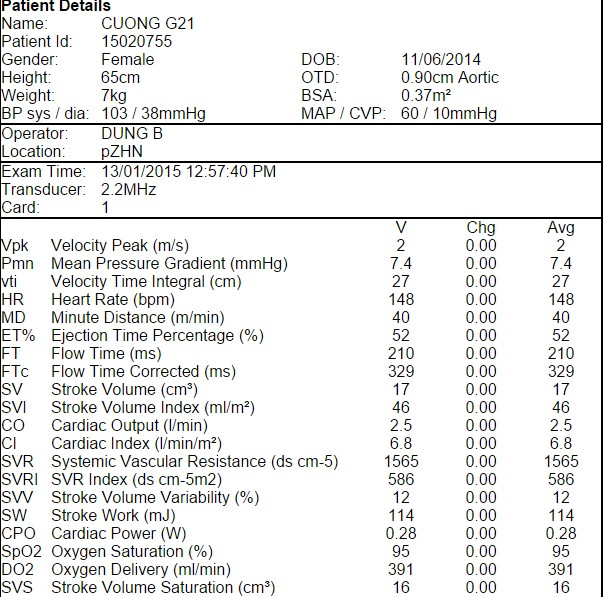 Patient Details
Name: CUONG G21
Patient Id: 15020755
Gender: Female DOB: 11/06/2014
Height: 65cm OTD: 0.90cm Aortic
Weight: 7kg BSA: 0.37m²
BP sys / dia: 103 / 38mmHg MAP / CVP: 60 / 10mmHg
Operator: DUNG B
Location: pZHN
Exam Time: 13/01/2015 12:57:40 PM
Transducer: 2.2MHz
Card: 1
V Chg Avg
Vpk Velocity Peak (m/s) 2 0.00 2
Pmn Mean Pressure Gradient (mmHg) 7.4 0.00 7.4
vti Velocity Time Integral (cm) 27 0.00 27
HR Heart Rate (bpm) 148 0.00 148
MD Minute Distance (m/min) 40 0.00 40
ET% Ejection Time Percentage (%) 52 0.00 52
FT Flow Time (ms) 210 0.00 210
FTc Flow Time Corrected (ms) 329 0.00 329
SV Stroke Volume (cm³) 17 0.00 17
SVI Stroke Volume Index (ml/m²) 46 0.00 46
CO Cardiac Output (l/min) 2.5 0.00 2.5
CI Cardiac Index (l/min/m²) 6.8 0.00 6.8
SVR Systemic Vascular Resistance (ds cm-5) 1565 0.00 1565
SVRI SVR Index (ds cm-5m2) 586 0.00 586
SVV Stroke Volume Variability (%) 12 0.00 12
SW Stroke Work (mJ) 114 0.00 114
CPO Cardiac Power (W) 0.28 0.00 0.28
SpO2 Oxygen Saturation (%) 95 0.00 95
DO2 Oxygen Delivery (ml/min) 391 0.00 391
SVS Stroke Volume Saturation (cm³) 16 0.00 16